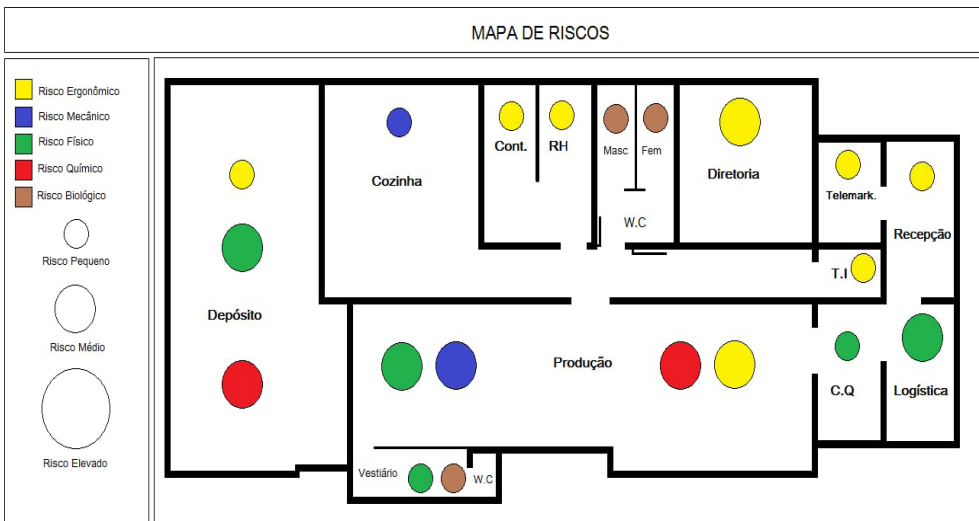 MAPA DE RISCOS
Risco Ergonômico
Risco Mecânico
Risco Físico
Risco Químico
Risco Biológico
Risco Pequeno
Risco Médio
Risco Elevado
Cont.
RH
Masc
Fem
Cozinha
Diretoria
Telemark.
W.C
Recepção
T.I
Depósito
Produção
C.Q
Logística
Vestiário
W.C